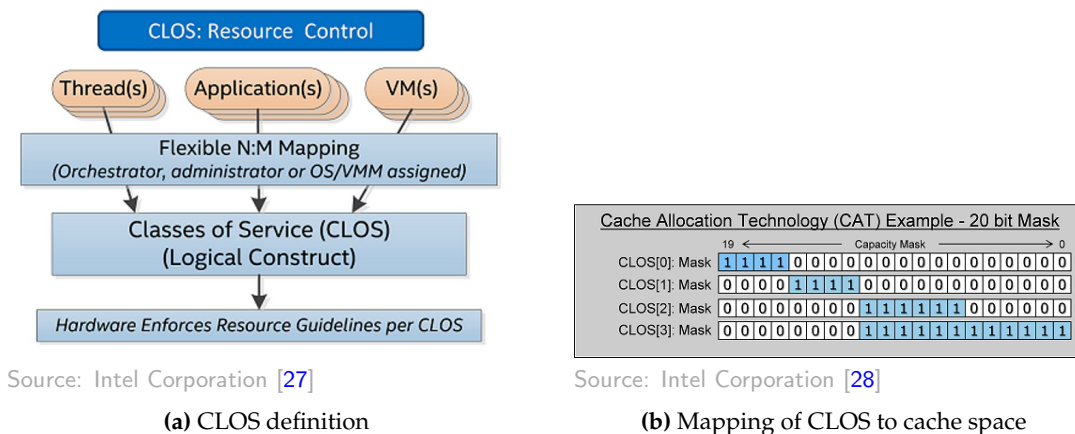 CLOS: Resource Control
Thread(s) Application(s) VM(s)
Flexible N:M Mapping
(Orchestrator, administrator or OS/VMM assigned)
Classes of Service (CLOS)
(Logical Construct)
Hardware Enforces Resource Guidelines per CLOS
Source: Intel Corporation [27]
(a) CLOS definition
Cache Allocation Technology (CAT) Example - 20 bit Mask
19 Capacity Mask 0
CLOS[0]: Mask 1 1 1 1 0 0 0 0 0 0 0 0 0 0 0 0 0 0 0 0
CLOS[1]: Mask 0 0 0 0 1 1 1 1 0 0 0 0 0 0 0 0 0 0 0 0
CLOS[2]: Mask 0 0 0 0 0 0 0 0 1 1 1 1 1 1 0 0 0 0 0 0
CLOS[3]: Mask 0 0 0 0 0 0 0 0 1 1 1 1 1 1 1 1 1 1 1 1
Source: Intel Corporation [28]
(b) Mapping of CLOS to cache space